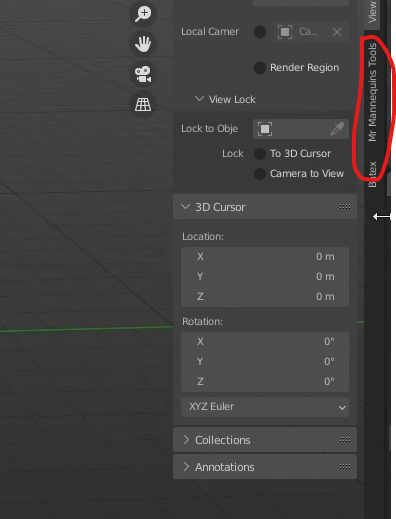 View
Local Camer
Ca...
Render Region
Mr Mannequins Tools
View Lock
Lock to Obje
Lock
To 3D Cursor
Camera to View
3D Cursor
Location:
X 0 m
Y 0 m
Z 0 m
Rotation:
X 0°
Y 0°
Z 0°
XYZ Euler
Collections
Annotations